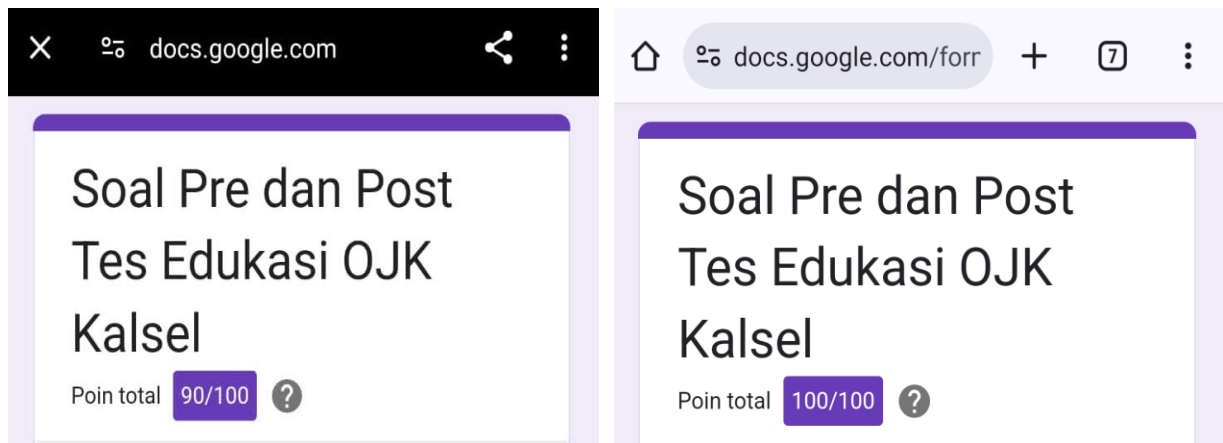 docs.google.com
Soal Pre dan Post
Tes Edukasi OJK
Kalsel
Poin total 90/100 ?
docs.google.com/forr
7
Soal Pre dan Post
Tes Edukasi OJK
Kalsel
Poin total 100/100 ?